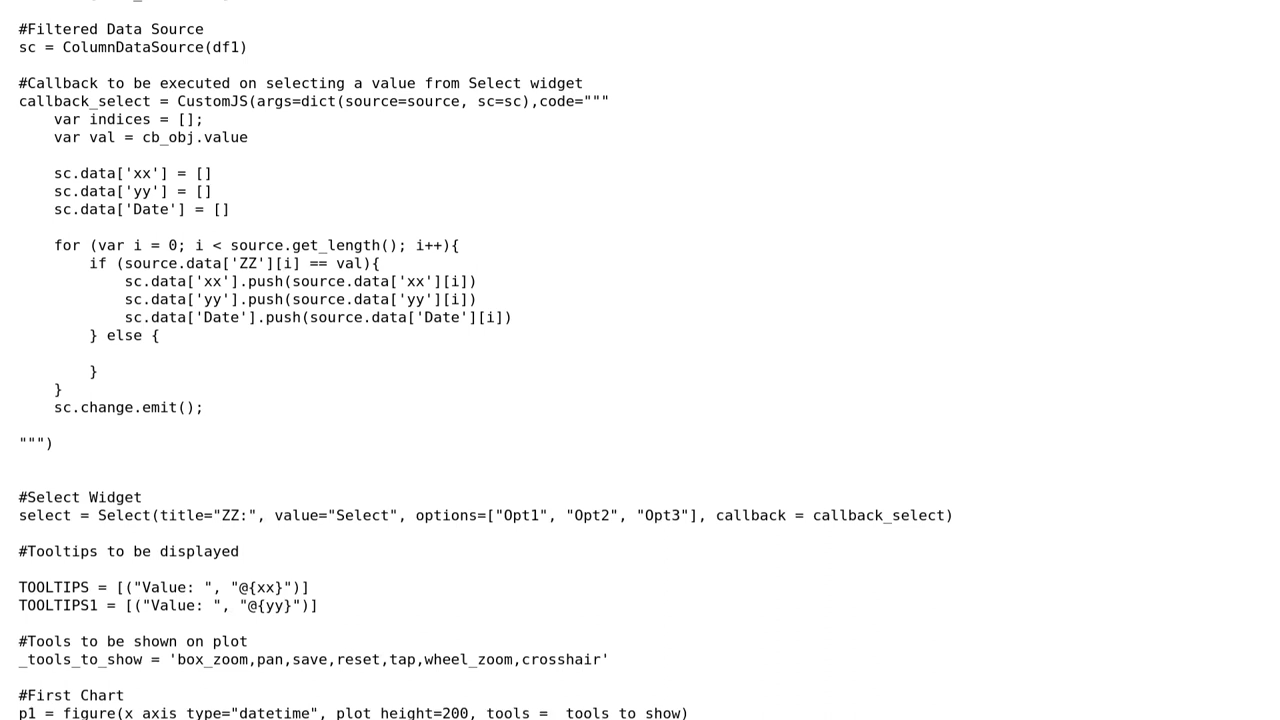 #Filtered Data Source
sc = ColumnDataSource(df1)
#Callback to be executed on selecting a value from Select widget
callback_select = CustomJS(args=dict(source=source, sc=sc),code="""
    var indices = [];
    var val = cb_obj.value
    sc.data['xx'] = []
    sc.data['yy'] = []
    sc.data['Date'] = []
    for (var i = 0; i < source.get_length(); i++){
        if (source.data['ZZ'][i] == val){
            sc.data['xx'].push(source.data['xx'][i])
            sc.data['yy'].push(source.data['yy'][i])
            sc.data['Date'].push(source.data['Date'][i])
        } else {
        }
    }
    sc.change.emit();
""")
#Select Widget
select = Select(title="ZZ:", value="Select", options=["Opt1", "Opt2", "Opt3"], callback = callback_select)
#Tooltips to be displayed
TOOLTIPS = [("Value: ", "@{xx}")]
TOOLTIPS1 = [("Value: ", "@{yy}")]
#Tools to be shown on plot
_tools_to_show = 'box_zoom,pan,save,reset,tap,wheel_zoom,crosshair'
#First Chart
p1 = figure(x_axis_type="datetime", plot_height=200, tools = _tools_to_show)